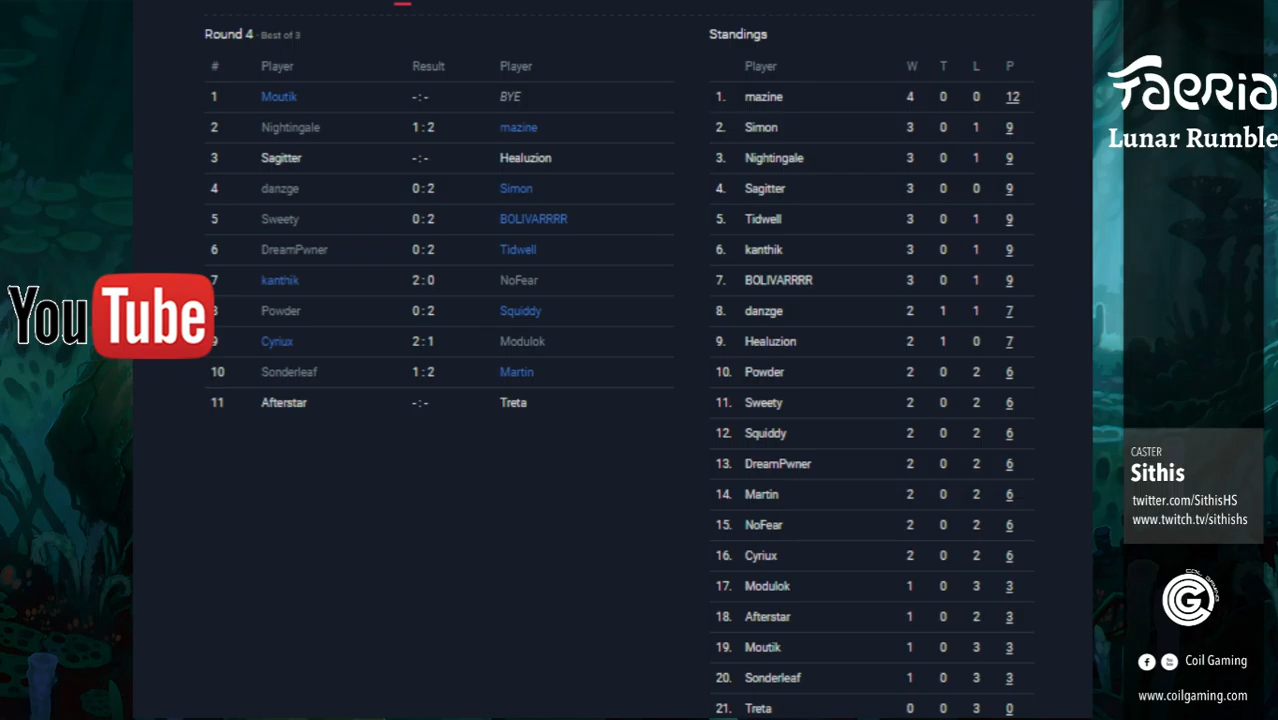 Round 4 · Best of 3
# Player Result Player
1 Moutik -:- BYE
2 Nightingale 1:2 mazine
3 Sagitter -:- Healuzion
4 danzge 0:2 Simon
5 Sweety 0:2 BOLIVARRRR
6 DreamPwner 0:2 Tidwell
7 kanthik 2:0 NoFear
8 Powder 0:2 Squiddy
9 Cyriux 2:1 Modulok
10 Sonderleaf 1:2 Martin
11 Afterstar -:- Treta
Standings
Player W T L P
1. mazine 4 0 0 12
2. Simon 3 0 1 9
3. Nightingale 3 0 1 9
4. Sagitter 3 0 0 9
5. Tidwell 3 0 1 9
6. kanthik 3 0 1 9
7. BOLIVARRRR 3 0 1 9
8. danzge 2 1 1 7
9. Healuzion 2 1 0 7
10. Powder 2 0 2 6
11. Sweety 2 0 2 6
12. Squiddy 2 0 2 6
13. DreamPwner 2 0 2 6
14. Martin 2 0 2 6
15. NoFear 2 0 2 6
16. Cyriux 2 0 2 6
17. Modulok 1 0 3 3
18. Afterstar 1 0 2 3
19. Moutik 1 0 3 3
20. Sonderleaf 1 0 3 3
21. Treta 0 0 3 0
YouTube
Faeria
Lunar Rumble
CASTER
Sithis
twitter.com/SithisHS
www.twitch.tv/sithishs
COIL GAMING
Coil Gaming
www.coilgaming.com